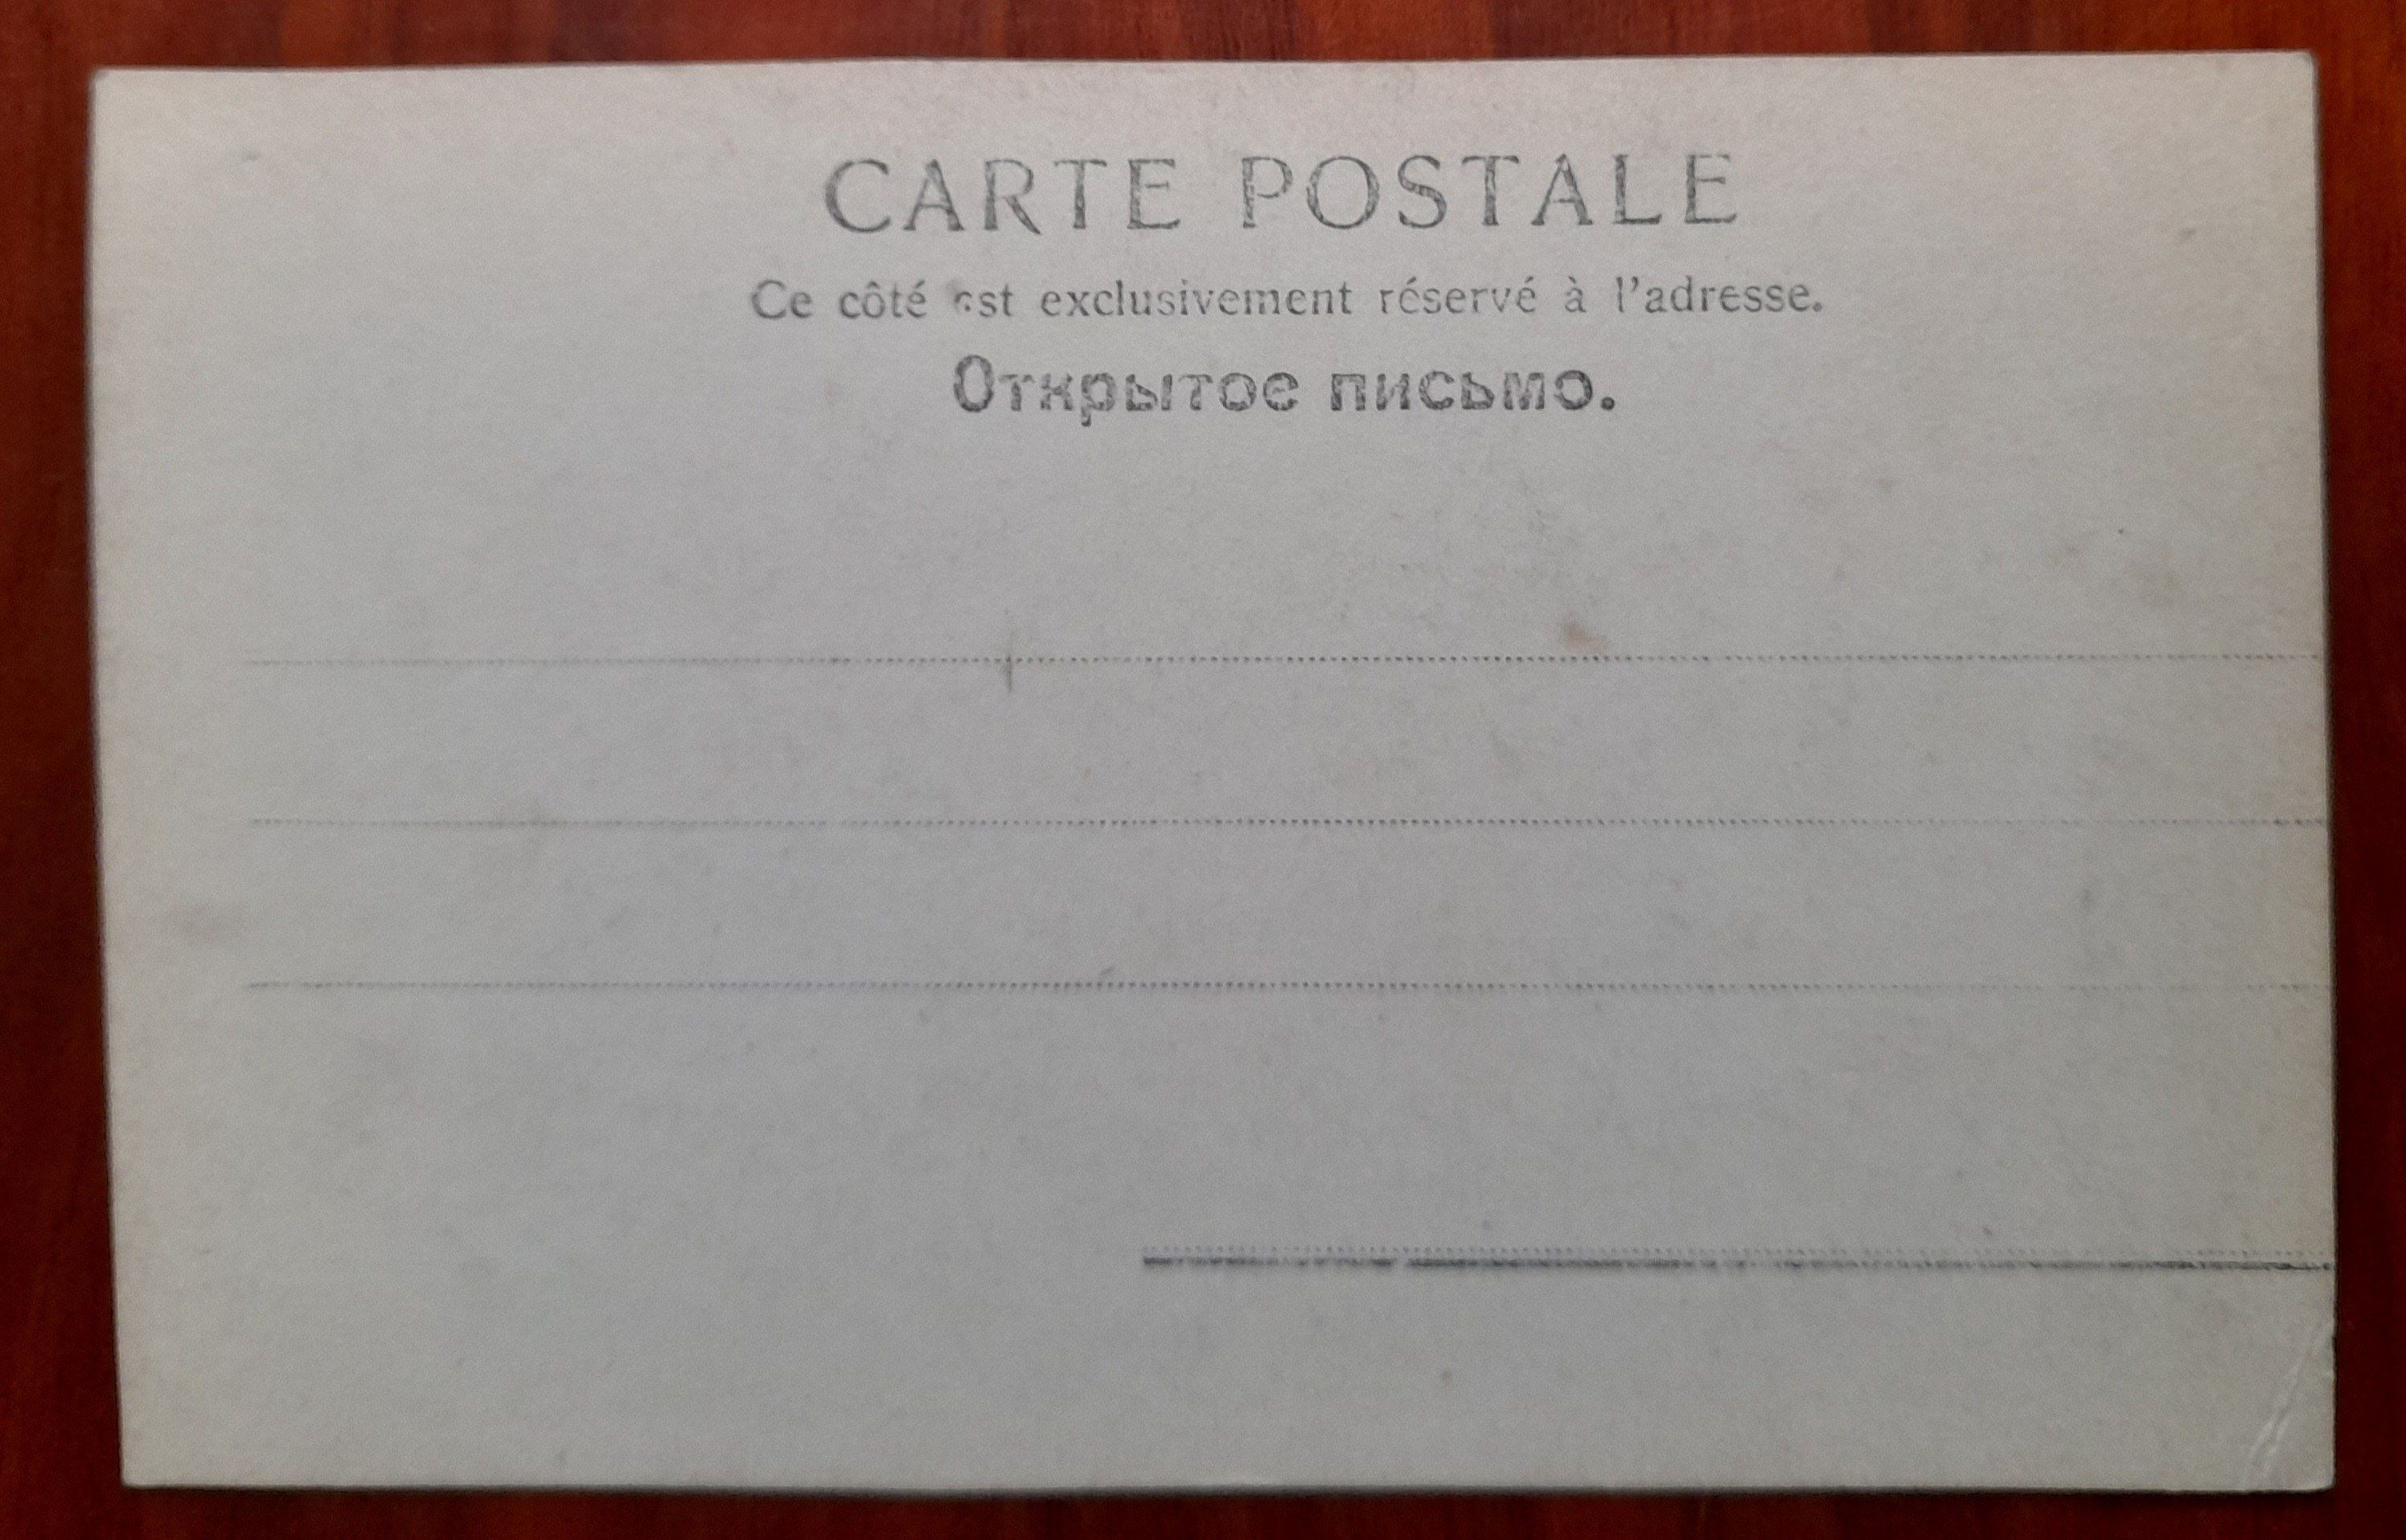 CARTE POSTALE
Ce côté est exclusivement réservé à l'adresse.
Открытое письмо.